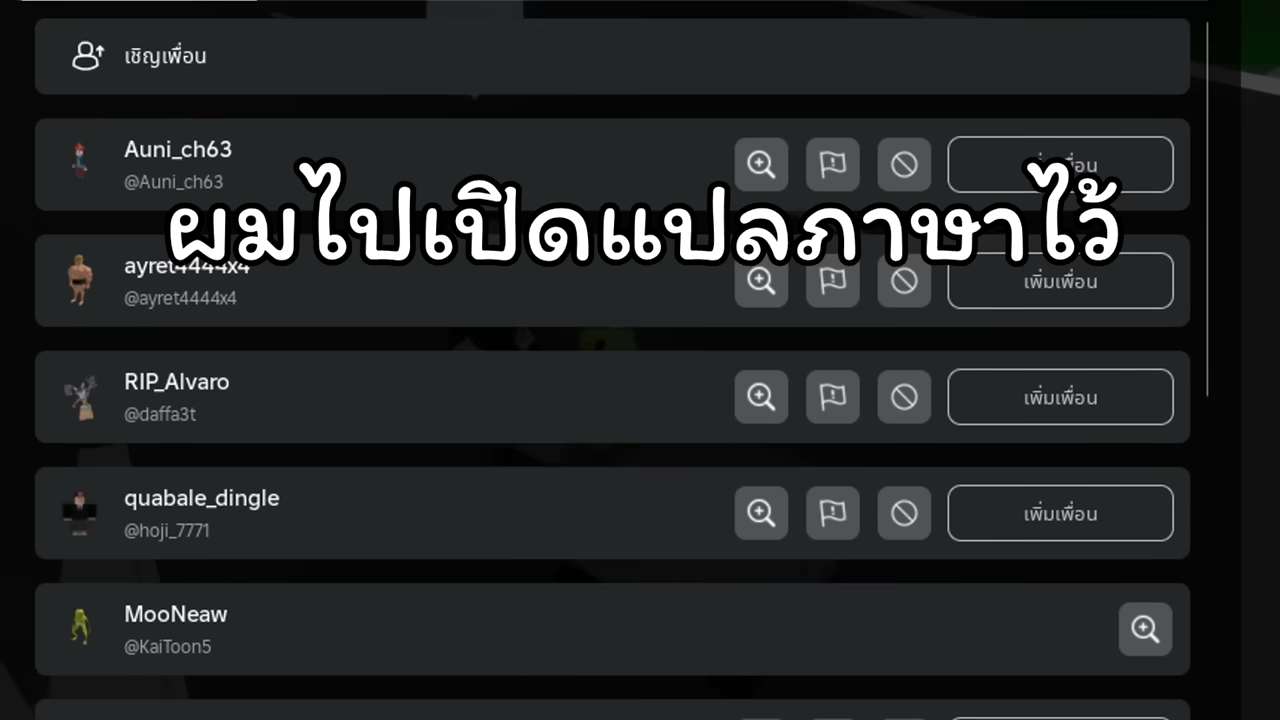 เชิญเพื่อน
Auni_ch63
@Auni_ch63
ผมไปเปิดแปลภาษาไว้
ayret4444x4
@ayret4444x4
เพิ่มเพื่อน
RIP_Alvaro
@daffa3t
เพิ่มเพื่อน
quabale_dingle
@hoji_7771
เพิ่มเพื่อน
MooNeaw
@KaiToon5